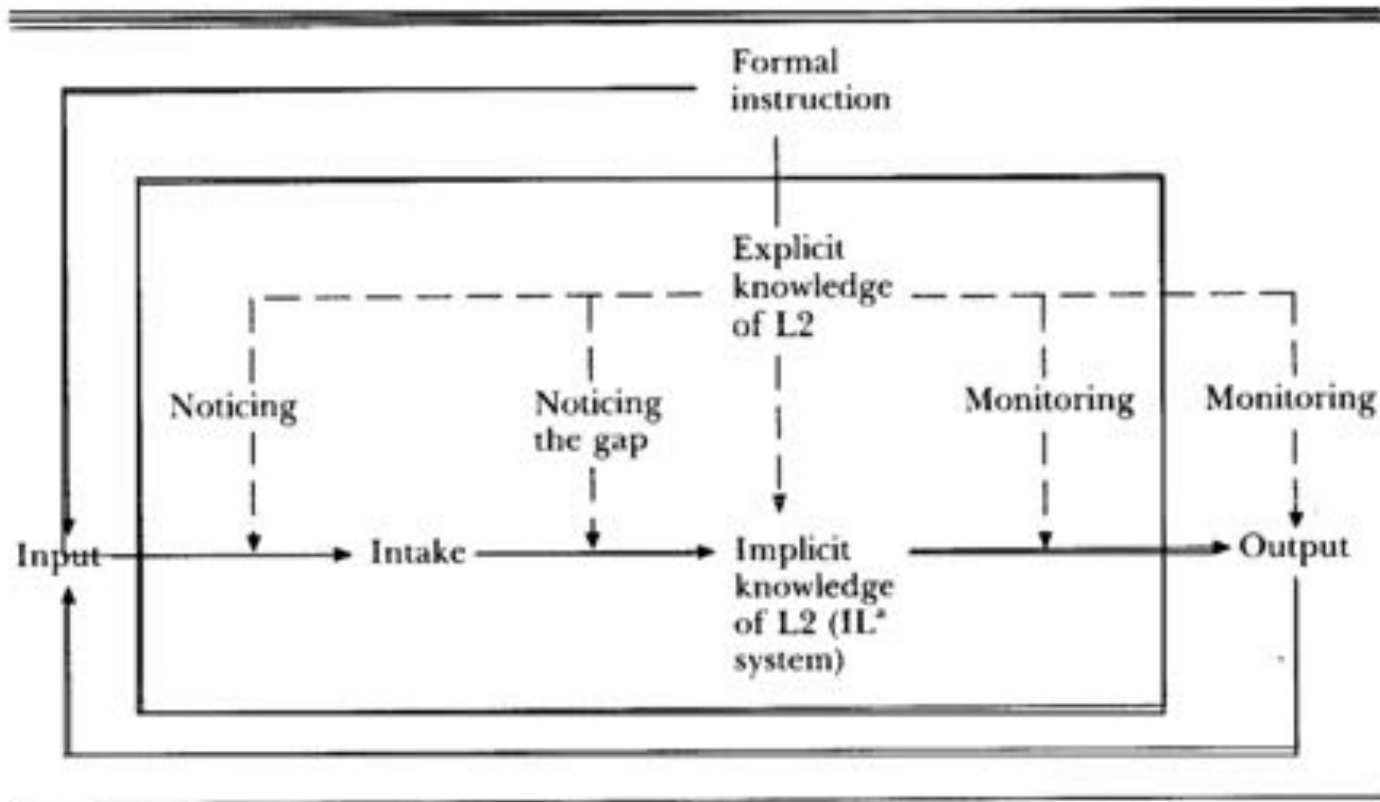 Formal
instruction
Explicit
knowledge
of L2
Noticing
Noticing
the gap
Monitoring
Monitoring
Input
Intake
Implicit
knowledge
of L2 (ILª
system)
Output